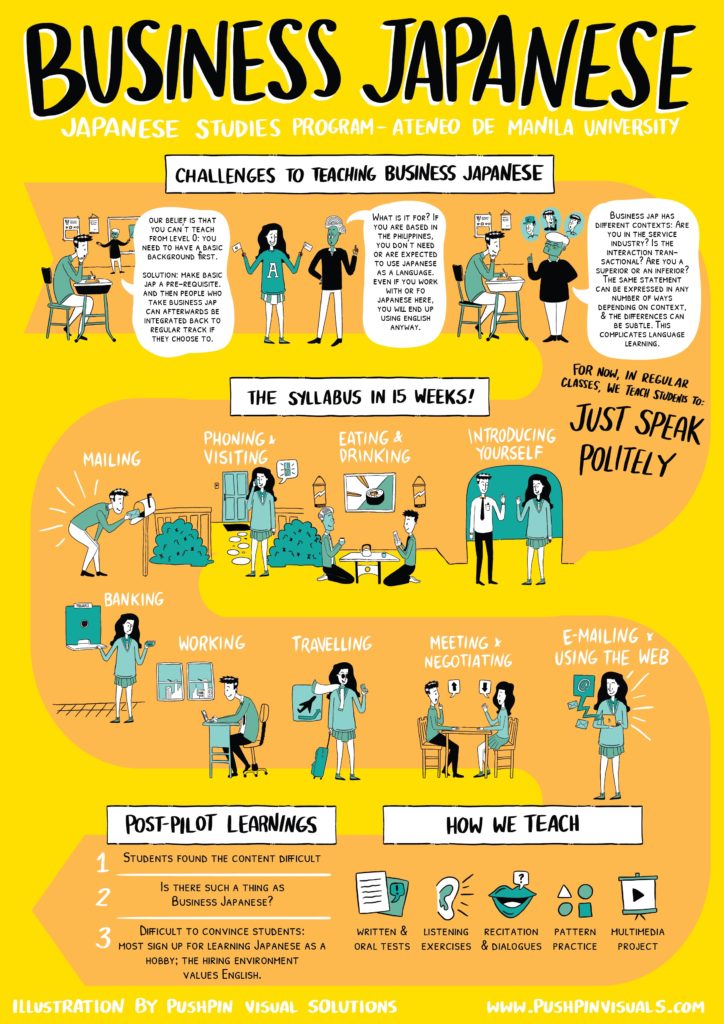 BUSINESS JAPANESE
JAPANESE STUDIES PROGRAM - ATENEO DE MANILA UNIVERSITY
CHALLENGES TO TEACHING BUSINESS JAPANESE
OUR BELIEF IS THAT
YOU CAN'T TEACH
FROM LEVEL 0: YOU
NEED TO HAVE A BASIC
BACKGROUND FIRST.
SOLUTION: MAKE BASIC
JAP A PRE-REQUISITE.
AND THEN PEOPLE WHO
TAKE BUSINESS JAP
CAN AFTERWARDS BE
INTEGRATED BACK TO
REGULAR TRACK IF
THEY CHOOSE TO.
A
WHAT IS IT FOR? IF
YOU ARE BASED IN
THE PHILIPPINES,
YOU DON'T NEED
OR ARE EXPECTED
TO USE JAPANESE
AS A LANGUAGE.
EVEN IF YOU WORK
WITH OR FO
JAPANESE HERE,
YOU WILL END UP
USING ENGLISH
ANYWAY.
BUSINESS JAP HAS
DIFFERENT CONTEXTS: ARE
YOU IN THE SERVICE
INDUSTRY? IS THE
INTERACTION TRAN-
SACTIONAL? ARE YOU A
SUPERIOR OR AN INFERIOR?
THE SAME STATEMENT
CAN BE EXPRESSED IN ANY
NUMBER OF WAYS
DEPENDING ON CONTEXT,
& THE DIFFERENCES CAN
BE SUBTLE. THIS
COMPLICATES LANGUAGE
LEARNING.
FOR NOW, IN REGULAR
CLASSES, WE TEACH STUDENTS TO:
JUST SPEAK
POLITELY
THE SYLLABUS IN 15 WEEKS!
MAILING
PHONING &
VISITING
EATING &
DRINKING
INTRODUCING
YOURSELF
BANKING
WORKING
TRAVELLING
MEETING &
NEGOTIATING
E-MAILING &
USING THE WEB
@
POST-PILOT LEARNINGS
1 STUDENTS FOUND THE CONTENT DIFFICULT
2 IS THERE SUCH A THING AS
BUSINESS JAPANESE?
3 DIFFICULT TO CONVINCE STUDENTS:
MOST SIGN UP FOR LEARNING JAPANESE AS A
HOBBY; THE HIRING ENVIRONMENT
VALUES ENGLISH.
HOW WE TEACH
!
?
WRITTEN &
ORAL TESTS
LISTENING
EXERCISES
RECITATION
& DIALOGUES
PATTERN
PRACTICE
MULTIMEDIA
PROJECT
ILLUSTRATION BY PUSHPIN VISUAL SOLUTIONS
WWW.PUSHPINVISUALS.COM